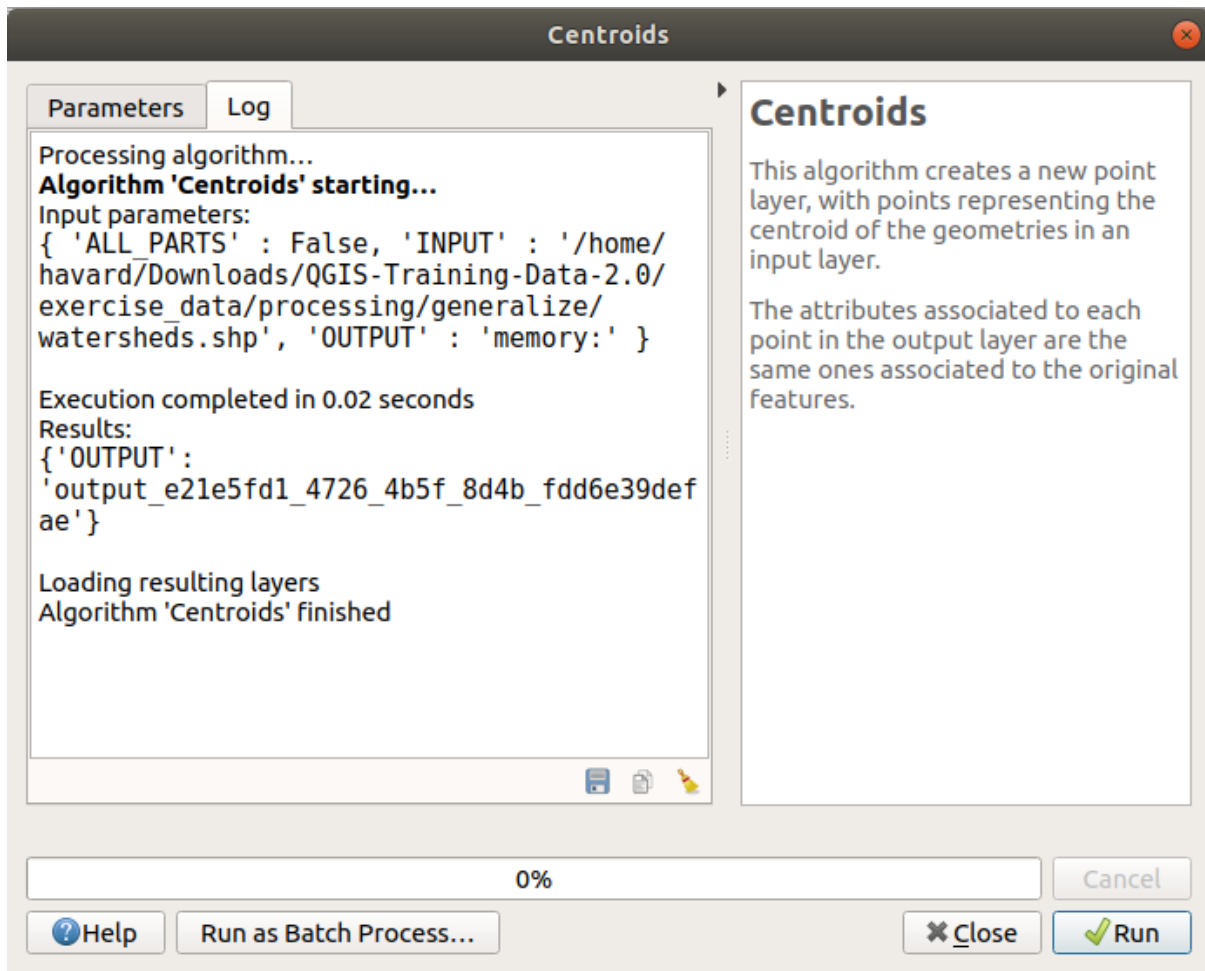 Centroids
Parameters
Log
Processing algorithm…
Algorithm 'Centroids' starting…
Input parameters:
{ 'ALL_PARTS' : False, 'INPUT' : '/home/
havard/Downloads/QGIS-Training-Data-2.0/
exercise_data/processing/generalize/
watersheds.shp', 'OUTPUT' : 'memory:' }
Execution completed in 0.02 seconds
Results:
{'OUTPUT':
'output_e21e5fd1_4726_4b5f_8d4b_fdd6e39def
ae'}
Loading resulting layers
Algorithm 'Centroids' finished
Centroids
This algorithm creates a new point
layer, with points representing the
centroid of the geometries in an
input layer.
The attributes associated to each
point in the output layer are the
same ones associated to the original
features.
0%
Cancel
Help
Run as Batch Process…
Close
Run